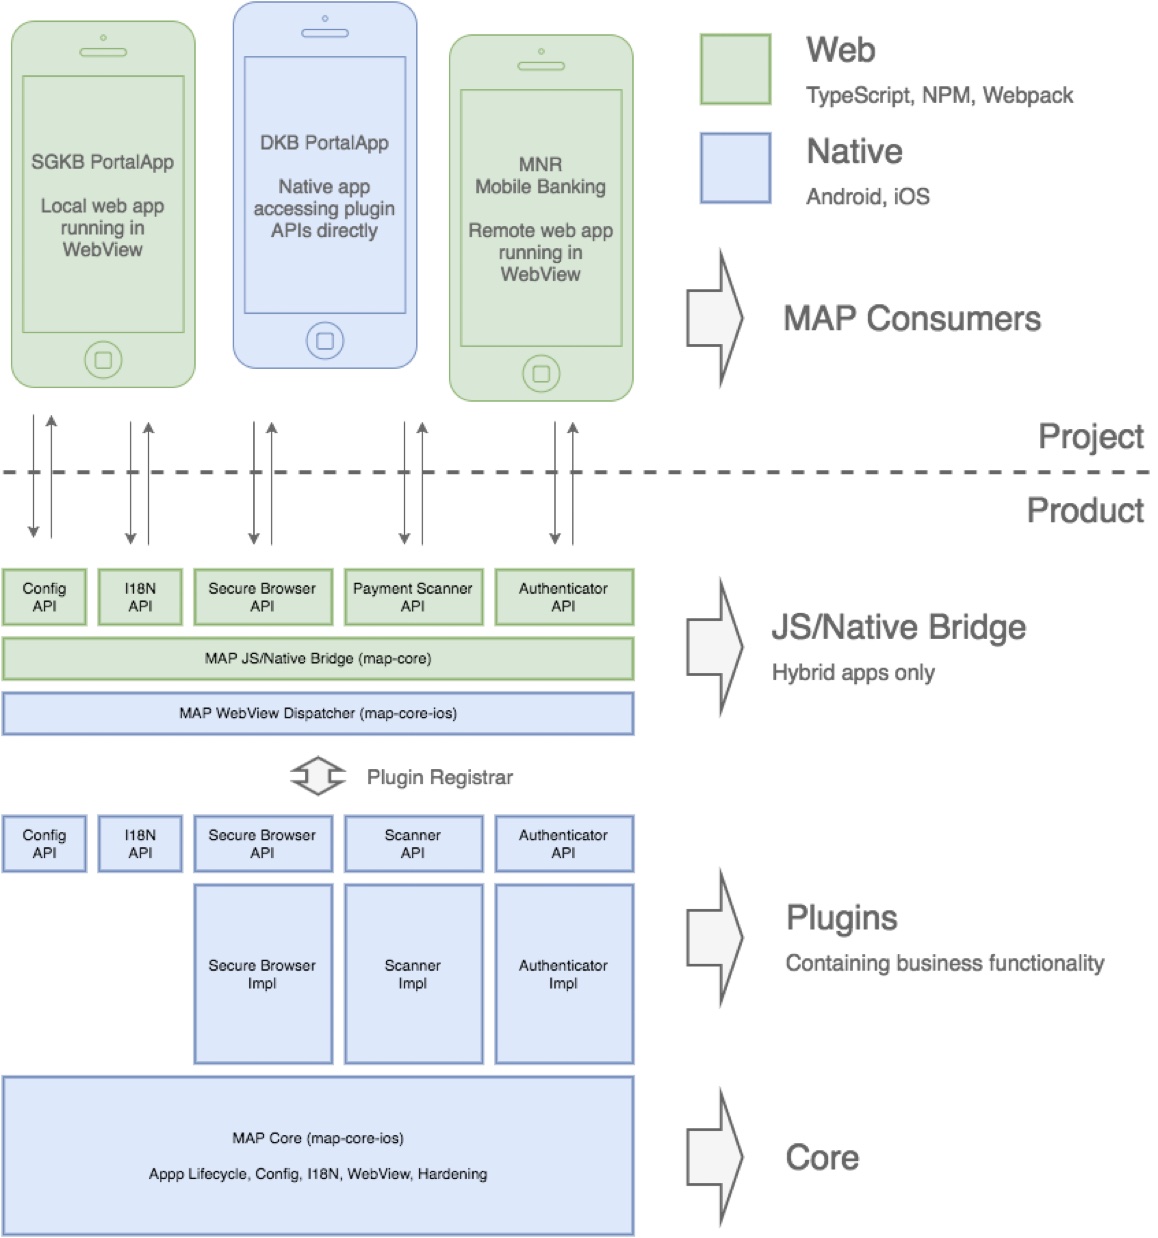 SGKB PortalApp
Local web app
running in
WebView
DKB PortalApp
Native app
accessing plugin
APIs directly
MNR
Mobile Banking
Remote web app
running in
WebView
Web
TypeScript, NPM, Webpack
Native
Android, iOS
MAP Consumers
Project
Product
Config
API
I18N
API
Secure Browser
API
Payment Scanner
API
Authenticator
API
MAP JS/Native Bridge (map-core)
MAP WebView Dispatcher (map-core-ios)
JS/Native Bridge
Hybrid apps only
Plugin Registrar
Config
API
I18N
API
Secure Browser
API
Scanner
API
Authenticator
API
Secure Browser
Impl
Scanner
Impl
Authenticator
Impl
Plugins
Containing business functionality
MAP Core (map-core-ios)
Appp Lifecycle, Config, I18N, WebView, Hardening
Core